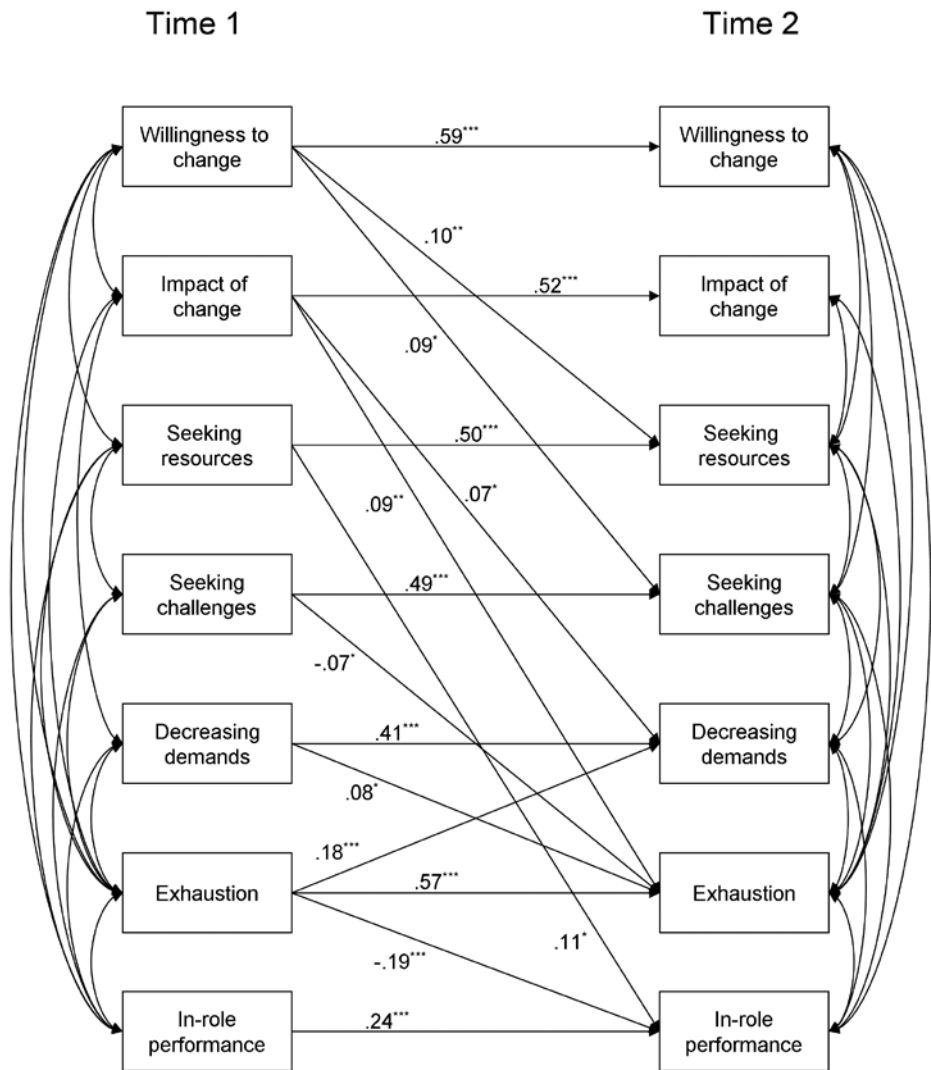 Time 1
Time 2
Willingness to
change
.59***
Willingness to
change
.10**
Impact of
change
.52***
Impact of
change
.09*
Seeking
resources
.50***
Seeking
resources
.09**
.07*
Seeking
challenges
.49***
Seeking
challenges
-.07*
Decreasing
demands
.41***
Decreasing
demands
.08*
.18***
Exhaustion
.57***
Exhaustion
.11*
-.19***
In-role
performance
.24***
In-role
performance